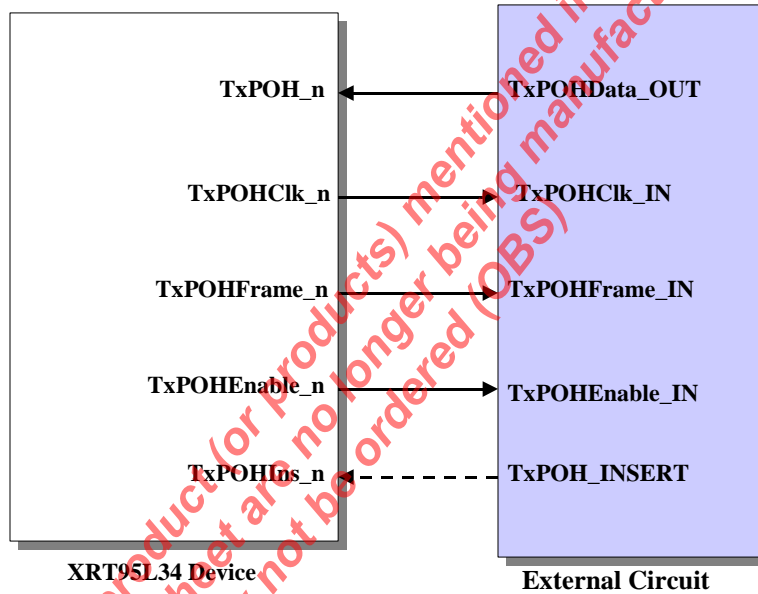 TxPOH_n
TxPOHData_OUT
TxPOHClk_n
TxPOHClk_IN
TxPOHFrame_n
TxPOHFrame_IN
TxPOHEnable_n
TxPOHEnable_IN
TxPOHIns_n
TxPOH_INSERT
XRT95L34 Device
External Circuit
product (or products) mentioned in
sheet are no longer being manufac
not be ordered (OBS)